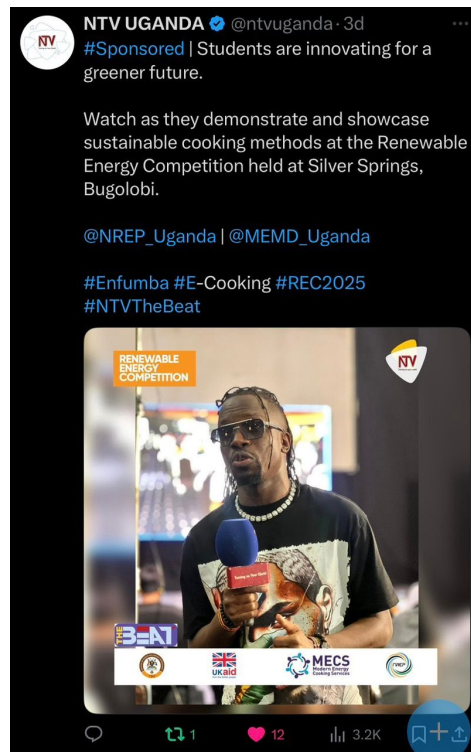 NTV UGANDA @ntvuganda · 3d
#Sponsored | Students are innovating for a
greener future.
Watch as they demonstrate and showcase
sustainable cooking methods at the Renewable
Energy Competition held at Silver Springs,
Bugolobi.
@NREP_Uganda | @MEMD_Uganda
#Enfumba #E-Cooking #REC2025
#NTVTheBeat
RENEWABLE
ENERGY
COMPETITION
NTV
THE BEAT
UKaid
MECS
Modern Energy
Cooking Services
1 12 3.2K